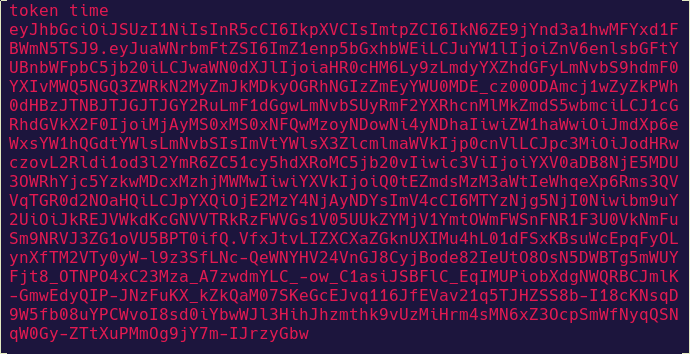 token time
eyJhbGciOiJSUzI1NiIsInR5cCI6IkpXVCIsImtpZCI6IkN6ZE9jYnd3a1hwMFYxd1F
BWmN5TSJ9.eyJuaWNrbmFtZSI6ImZ1enp5bGxhbWEiLCJuYW1lIjoiZnV6enlsbGFtY
UBnbWFpbC5jb20iLCJwaWN0dXJlIjoiaHR0cHM6Ly9zLmdyYXZhdGFyLmNvbS9hdmF0
YXIvMWQ5NGQ3ZWRkN2MyZmJkMDkyOGRhNGIzZmEyYWU0MDE_cz00ODAmcj1wZyZkPWh
0dHBzJTNBJTJGJTJGY2RuLmF1dGgwLmNvbSUyRmF2YXRhcnMlMkZmdS5wbmciLCJ1cG
RhdGVkX2F0IjoiMjAyMS0xMS0xNFQwMzoyNDowNi4yNDhaIiwiZW1haWwiOiJmdXp6e
WxsYW1hQGdtYWlsLmNvbSIsImVtYWlsX3ZlcmlmaWVkIjp0cnVlLCJpc3MiOiJodHRw
czovL2Rldi1od3l2YmR6ZC51cy5hdXRoMC5jb20vIiwic3ViIjoiYXV0aDB8NjE5MDU
3OWRhYjc5YzkwMDcxMzhjMWMwIiwiYXVkIjoiQ0tEZmdsMzM3aWtIeWhqeXp6Rms3QV
VqTGR0d2NOaHQiLCJpYXQiOjE2MzY4NjAyNDYsImV4cCI6MTYzNjg5NjI0Niwibm9uY
2UiOiJkREJVWkdKcGNVVTRkRzFWVGs1V05UUkZYMjV1YmtOWmFWSnFNR1F3U0VkNmFu
Sm9NRVJ3ZG1oVU5BPT0ifQ.VfxJtvLIZXCXaZGknUXIMu4hL01dFSxKBsuWcEpqFyOL
ynXfTM2VTy0yW-l9z3SfLNc-QeWNYHV24VnGJ8CyjBode82IeUtO8OsN5DWBTg5mWUY
Fjt8_OTNPO4xC23Mza_A7zwdmYLC_-ow_C1asiJSBFlC_EqIMUPiobXdgNWQRBCJmlK
-GmwEdyQIP-JNzFuKX_kZkQaM07SKeGcEJvq116JfEVav21q5TJHZSS8b-I18cKNsqD
9W5fb08uYPCWvoI8sd0iYbwWJl3HihJhzmthk9vUzMiHrm4sMN6xZ3OcpSmWfNyqQSN
qW0Gy-ZTtXuPMmOg9jY7m-IJrzyGbw